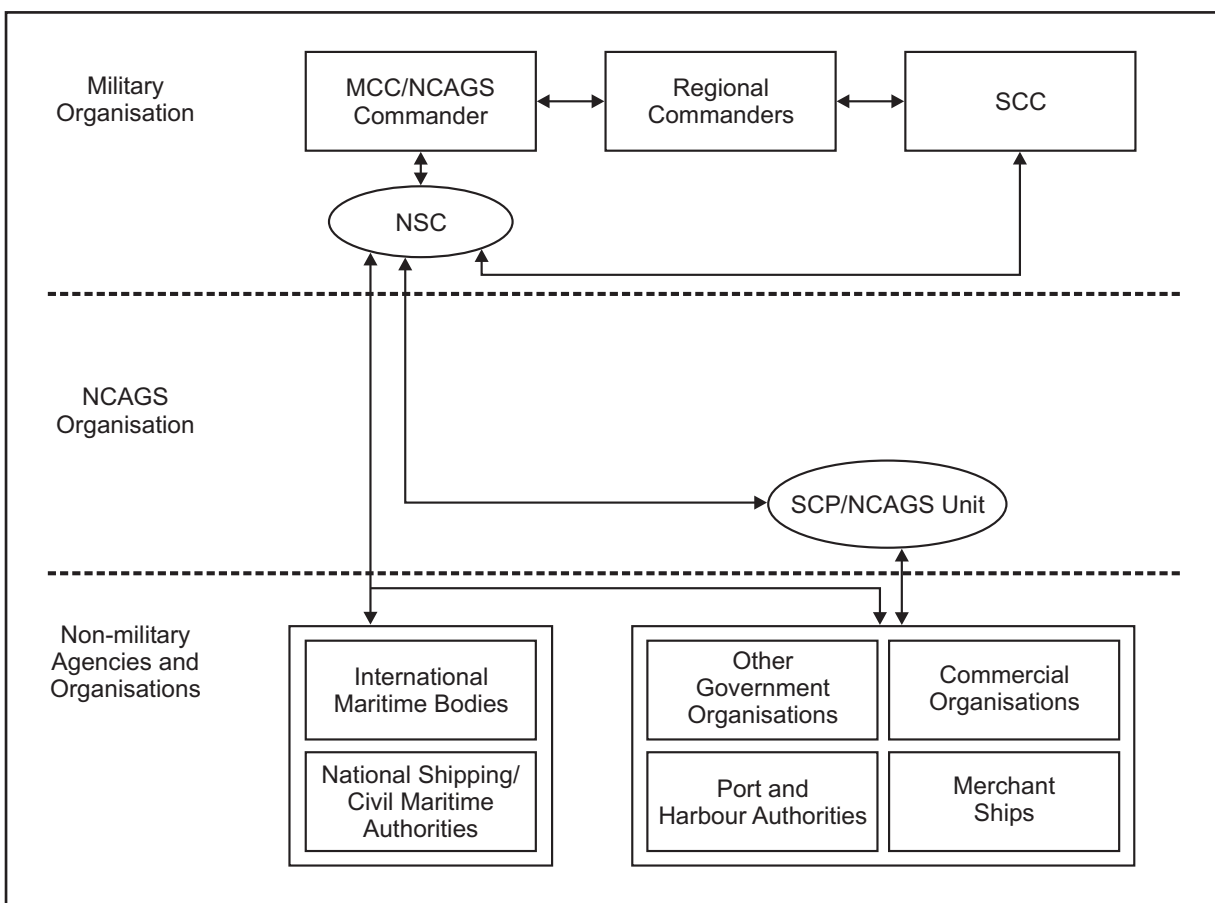 Military
Organisation
MCC/NCAGS
Commander
Regional
Commanders
SCC
NSC
NCAGS
Organisation
SCP/NCAGS Unit
Non-military
Agencies and
Organisations
International
Maritime Bodies
National Shipping/
Civil Maritime
Authorities
Other
Government
Organisations
Commercial
Organisations
Port and
Harbour Authorities
Merchant
Ships